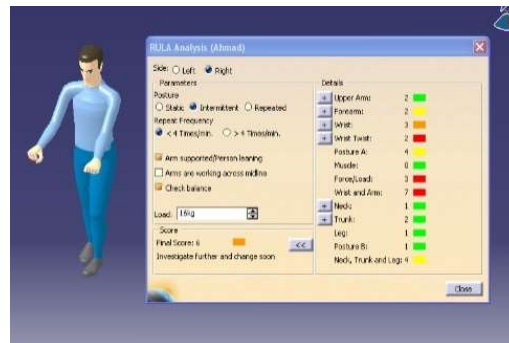 RULA Analysis (Ahmad)
Side: Left Right
Parameters
Posture
Static Intermittent Repeated
Repeat Frequency
< 4 Times/min. > 4 Times/min.
Arm supported/Person leaning
Arms are working across midline
Check balance
Load: 16kg
Score
Final Score: 6
<<
Investigate further and change soon
Details
+ Upper Arm: 2
+ Forearm: 2
+ Wrist: 3
+ Wrist Twist: 2
Posture A: 4
Muscle: 0
Force/Load: 3
Wrist and Arm: 7
+ Neck: 1
+ Trunk: 2
Leg: 1
Posture B: 1
Neck, Trunk and Leg: 4
Close